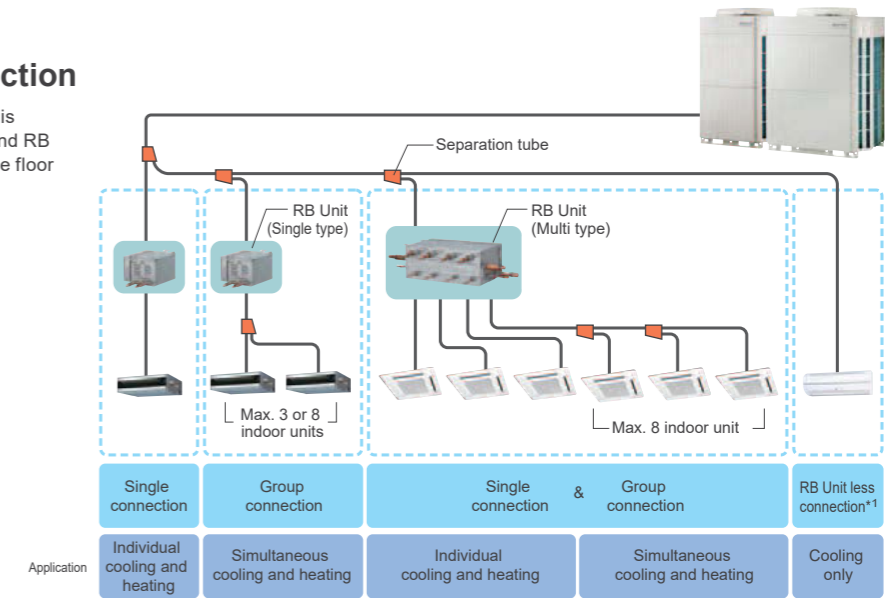 ction
is
nd RB
e floor
Separation tube
RB Unit
(Single type)
RB Unit
(Multi type)
Max. 3 or 8
indoor units
Max. 8 indoor unit
Single
connection
Group
connection
Single
connection
&
Group
connection
RB Unit less
connection*1
Application
Individual
cooling and
heating
Simultaneous
cooling and heating
Individual
cooling and heating
Simultaneous
cooling and heating
Cooling
only